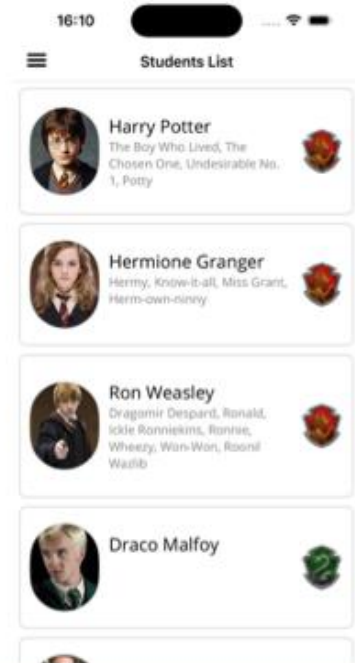 16:10
Students List
Harry Potter
The Boy Who Lived, The
Chosen One, Undesirable No.
1, Potty
Hermione Granger
Hermy, Know-it-all, Miss Grant,
Herm-own-ninny
Ron Weasley
Dragomir Despard, Ronald,
Ickle Ronniekins, Ronnie,
Wheezy, Won-Won, Roonil
Wazlib
Draco Malfoy